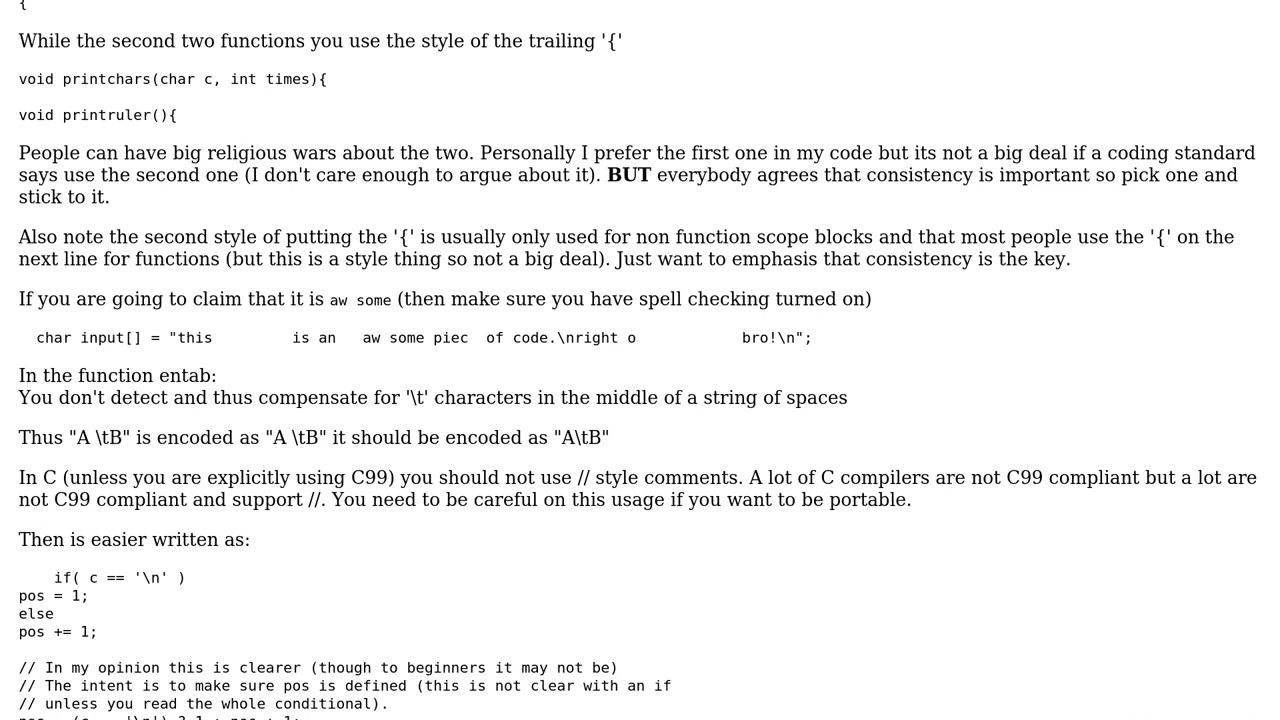 {
While the second two functions you use the style of the trailing '{'
void printchars(char c, int times){
void printruler(){
People can have big religious wars about the two. Personally I prefer the first one in my code but its not a big deal if a coding standard
says use the second one (I don't care enough to argue about it). BUT everybody agrees that consistency is important so pick one and
stick to it.
Also note the second style of putting the '{' is usually only used for non function scope blocks and that most people use the '{' on the
next line for functions (but this is a style thing so not a big deal). Just want to emphasis that consistency is the key.
If you are going to claim that it is aw some (then make sure you have spell checking turned on)
  char input[] = "this         is an   aw some piec  of code.\nright o            bro!\n";
In the function entab:
You don't detect and thus compensate for '\t' characters in the middle of a string of spaces
Thus "A \tB" is encoded as "A \tB" it should be encoded as "A\tB"
In C (unless you are explicitly using C99) you should not use // style comments. A lot of C compilers are not C99 compliant but a lot are
not C99 compliant and support //. You need to be careful on this usage if you want to be portable.
Then is easier written as:
    if( c == '\n' )
pos = 1;
else
pos += 1;
// In my opinion this is clearer (though to beginners it may not be)
// The intent is to make sure pos is defined (this is not clear with an if
// unless you read the whole conditional).
pos = (c == '\n') ? 1 : pos + 1;